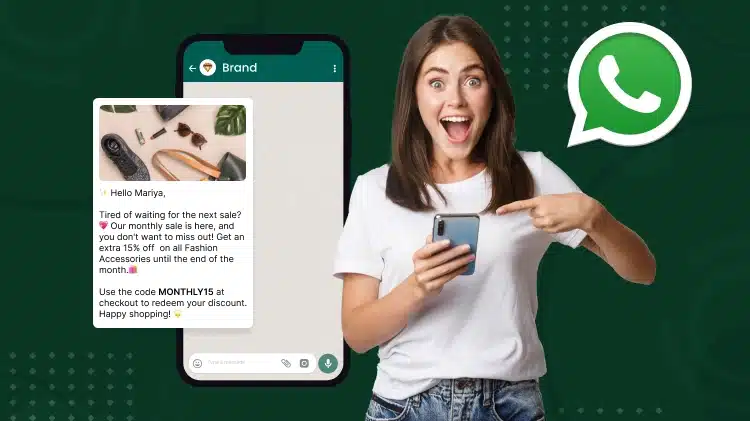 Brand
Hello Mariya,
Tired of waiting for the next sale?
💖 Our monthly sale is here, and
you don't want to miss out! Get an
extra 15% off on all Fashion
Accessories until the end of the
month.🛍️
Use the code MONTHLY15 at
checkout to redeem your discount.
Happy shopping!